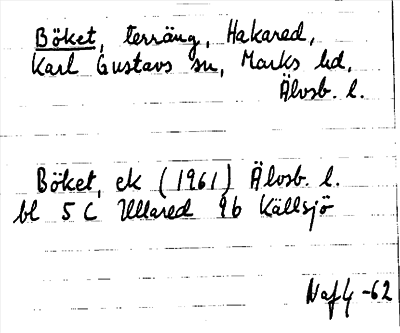 Böket, terräng, Hakared,
Karl Gustavs sn, Marks hd,
Älvsb. l.
Böket, ek (1961) Älvsb. l.
bl 5 C Ullared 9b Källsjö
NafG -62